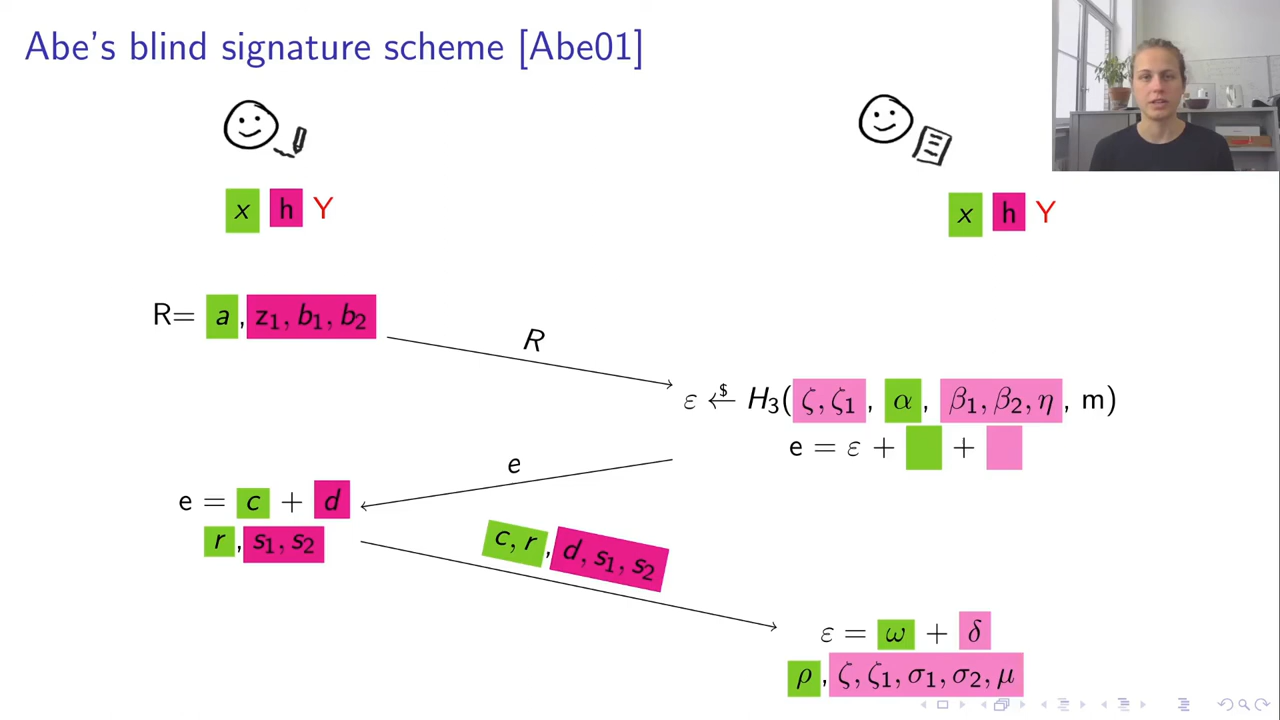 Abe's blind signature scheme [Abe01]
x h Y
x h Y
R= a, z₁, b₁, b₂
R
ε ←$ H₃(ζ, ζ₁, α, β₁, β₂, η, m)
e = ε + +
e
e = c + d
r, s₁, s₂
c, r, d, s₁, s₂
ε = ω + δ
ρ, ζ, ζ₁, σ₁, σ₂, μ